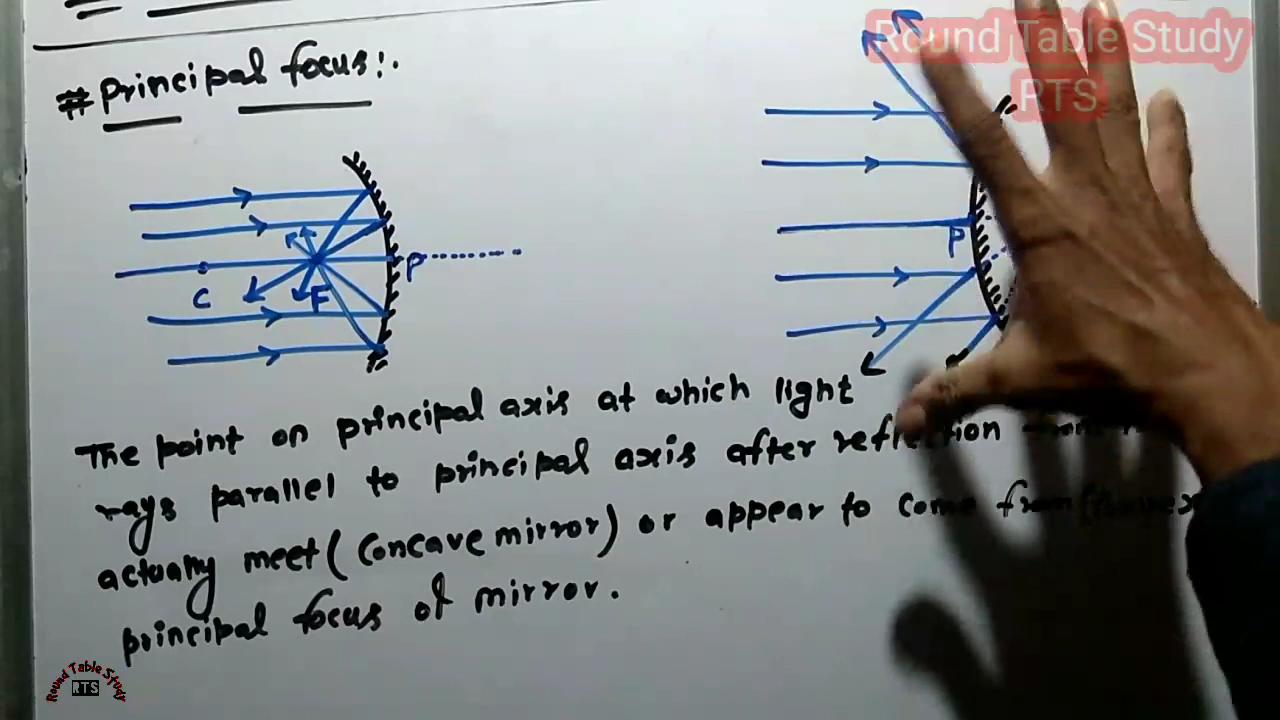 # Principal focus:.
Round Table Study
RTS
P
C
F
P
The point on principal axis at which light
rays parallel to principal axis after reflection
actually meet (Concave mirror) or appear to come from
principal focus of mirror.
Round Table Study
RTS